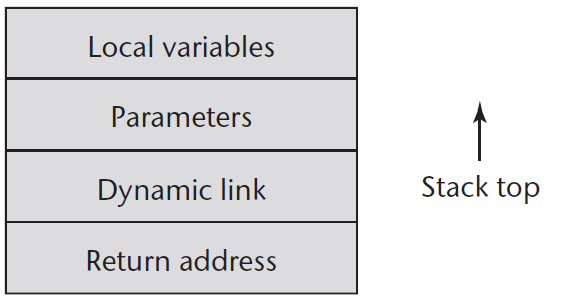 Local variables
Parameters
Dynamic link
Return address
Stack top